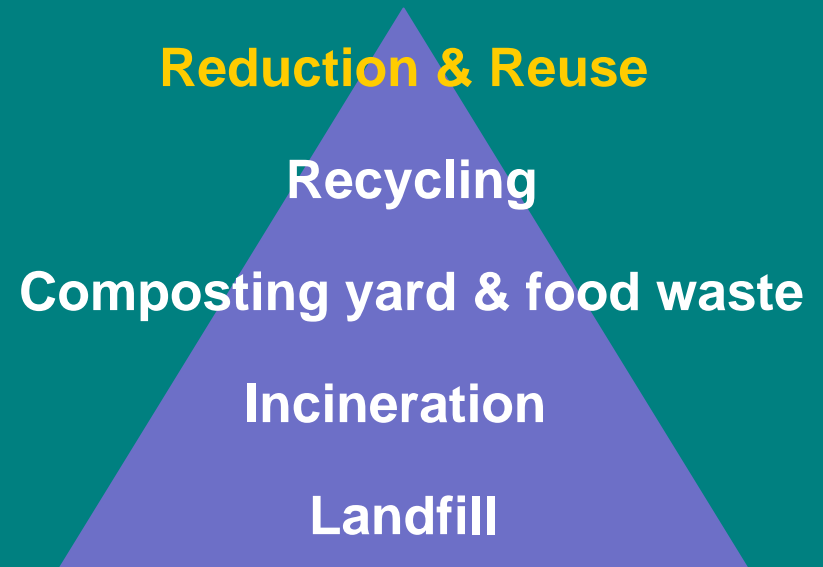 Reduction & Reuse
Recycling
Composting yard & food waste
Incineration
Landfill